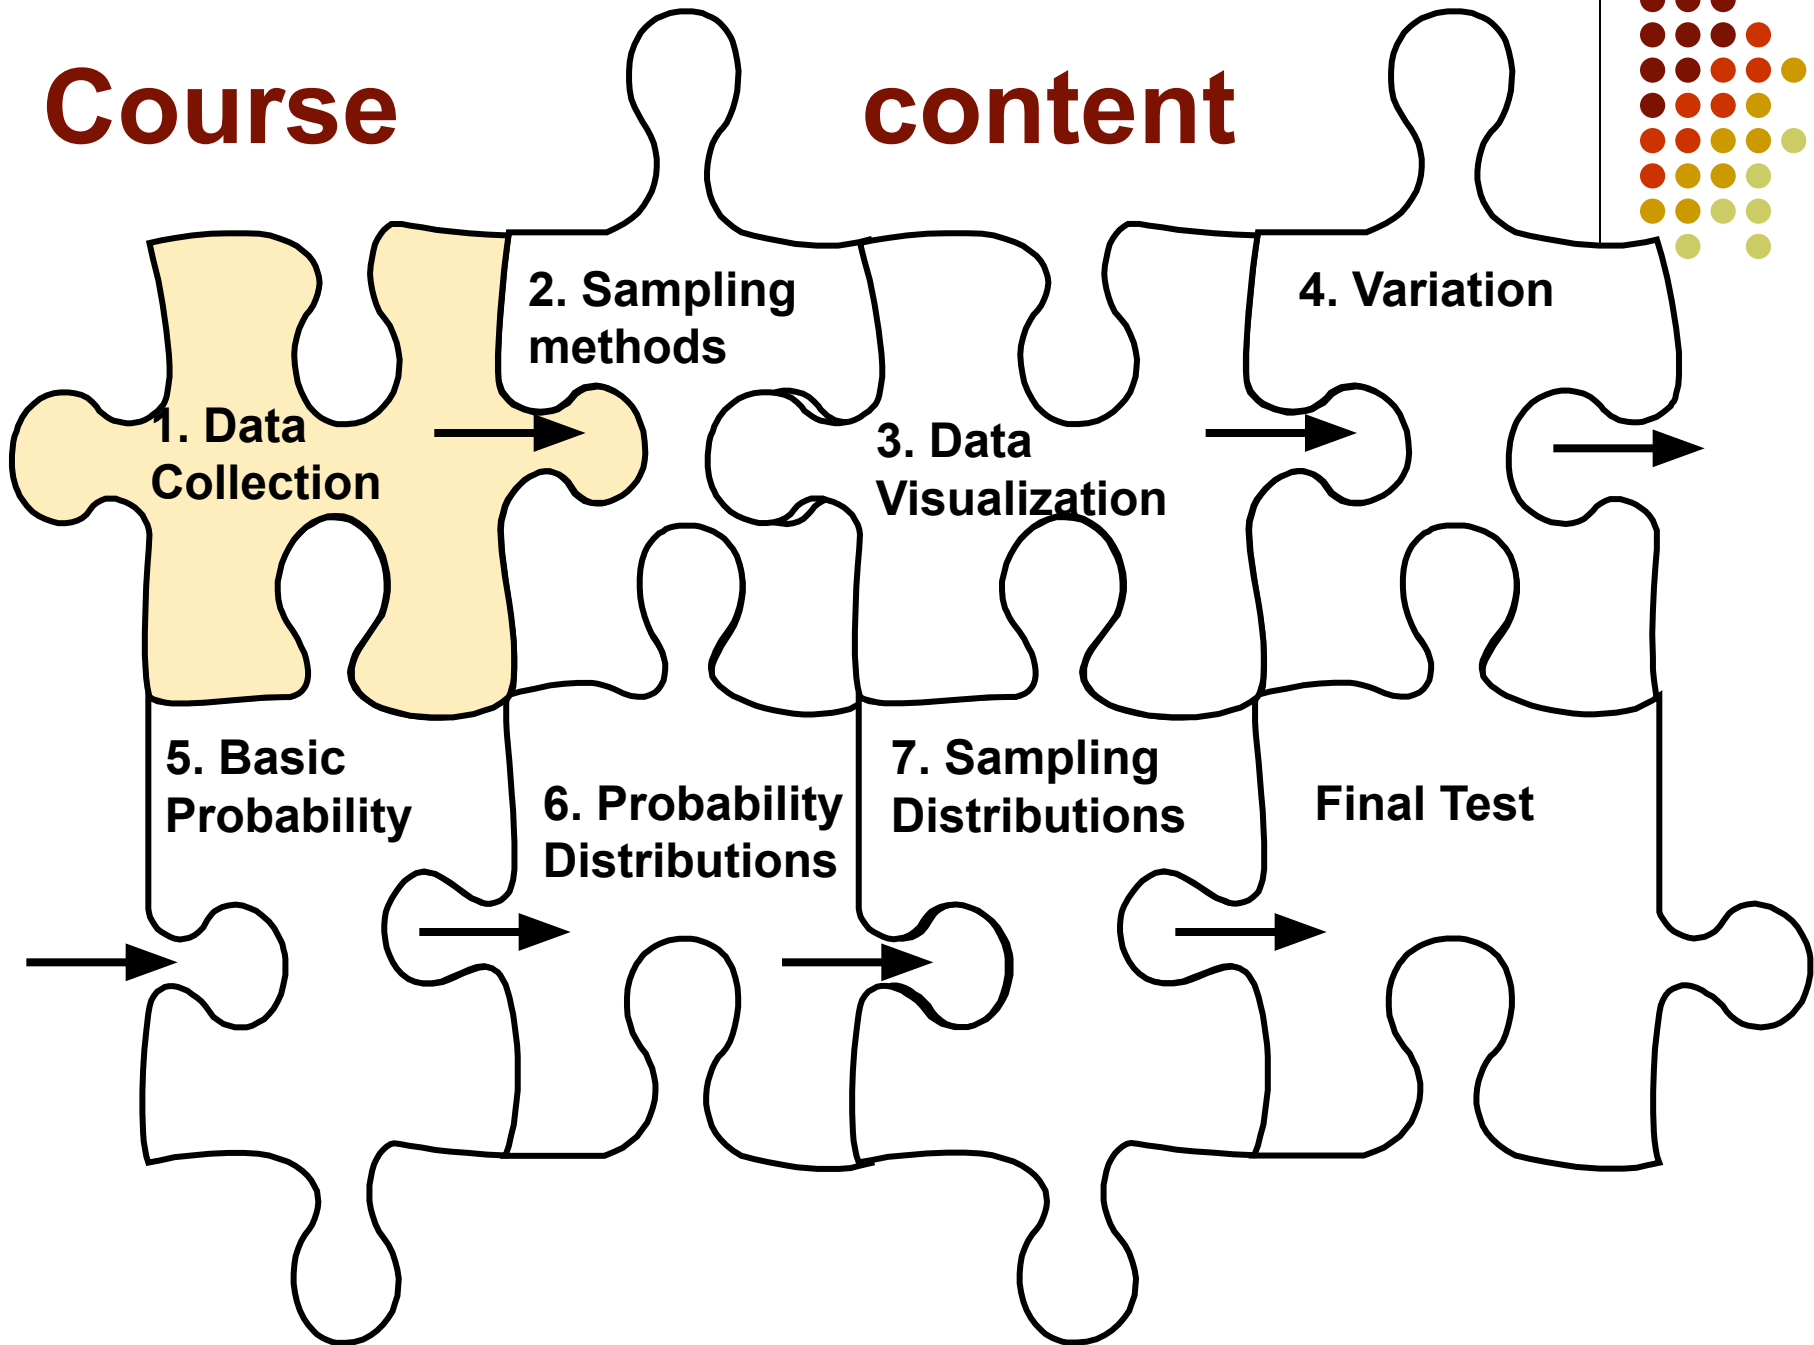 Course content
1. Data
Collection
2. Sampling
methods
3. Data
Visualization
4. Variation
5. Basic
Probability
6. Probability
Distributions
7. Sampling
Distributions
Final Test